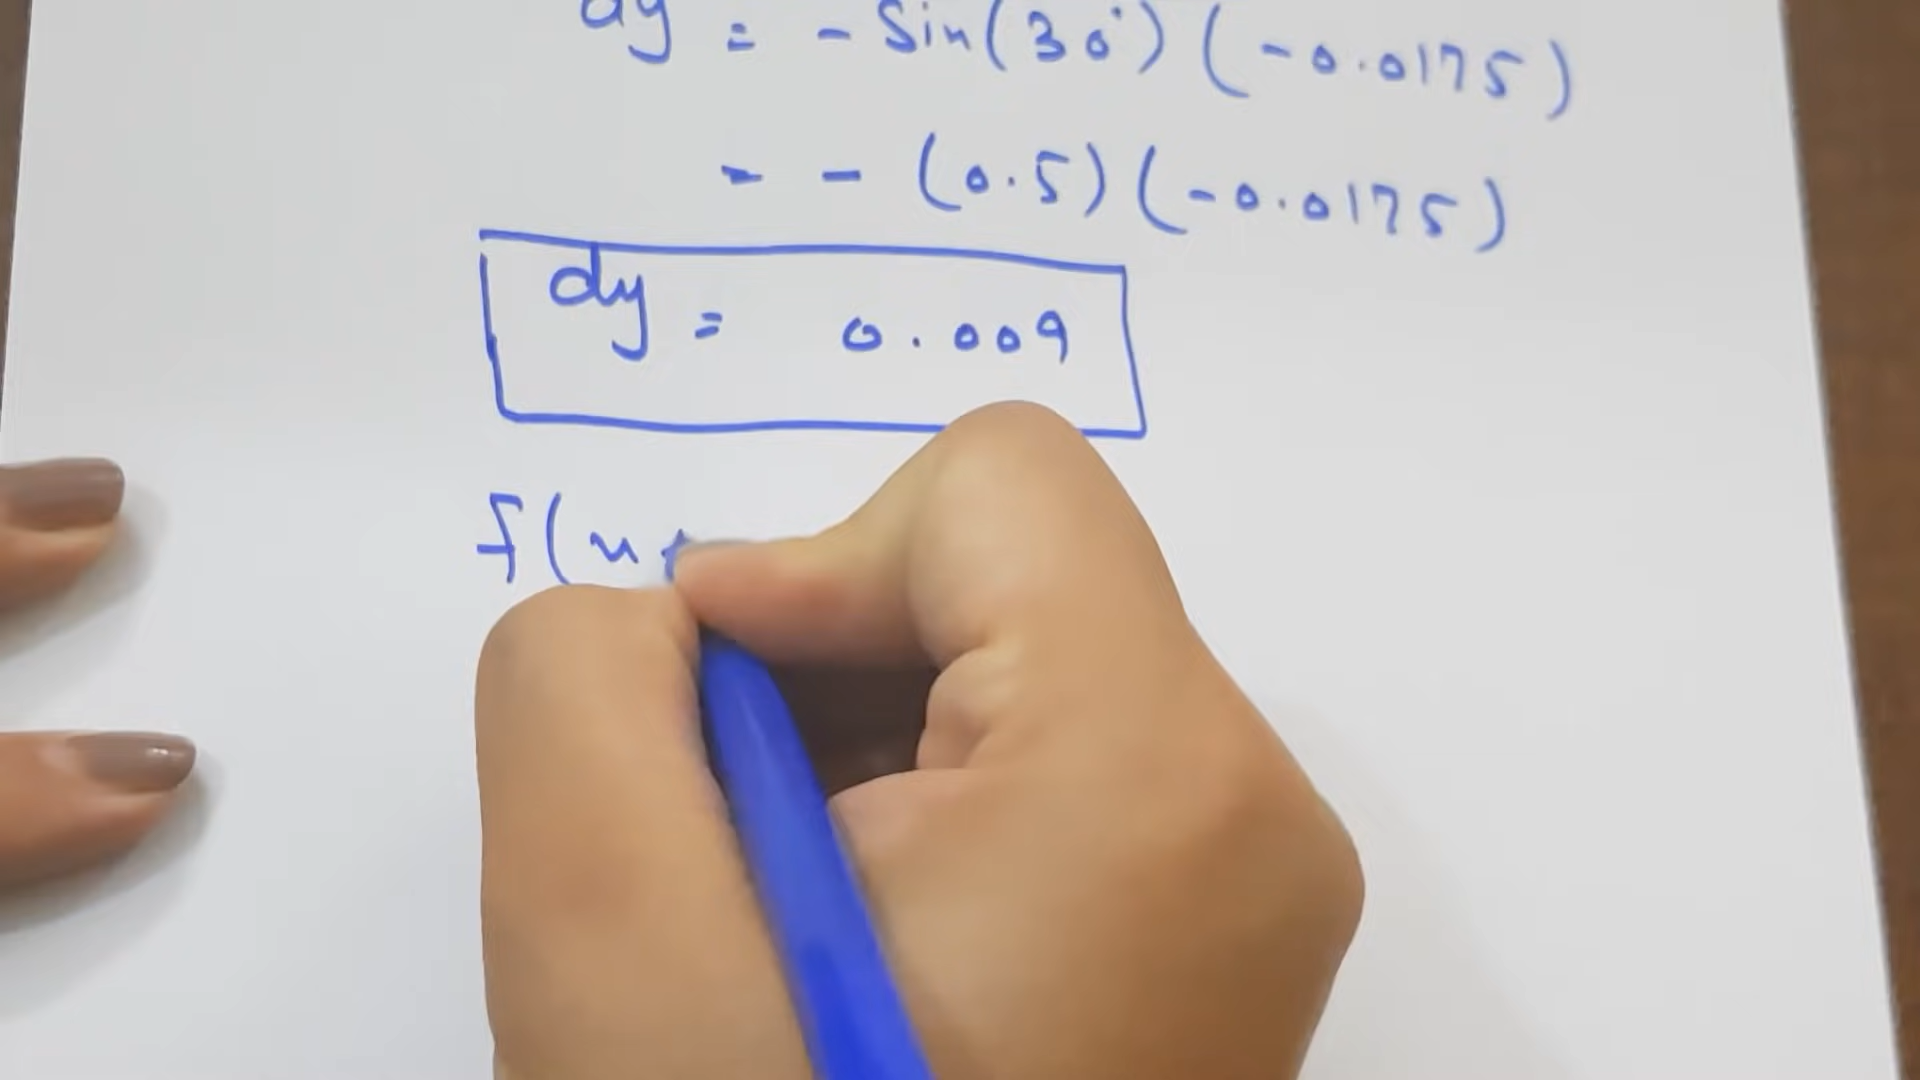 dy = - Sin(30°) (-0.0175)
= - (0.5) (-0.0175)
dy = 0.009
f(x +